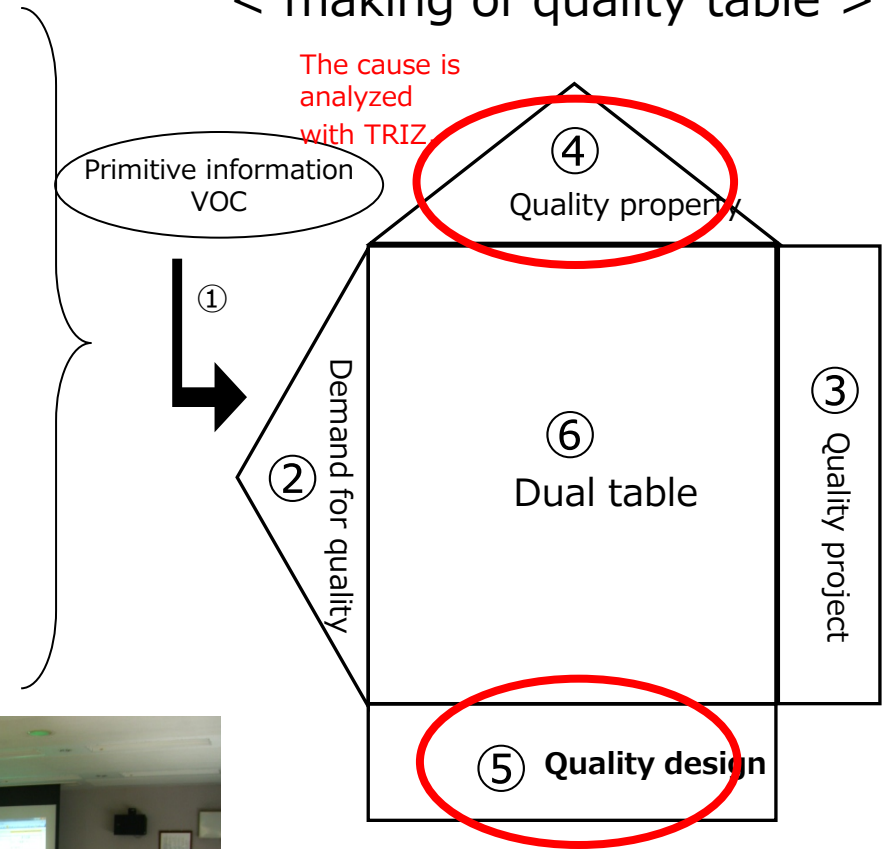 < making of quality table >
The cause is
analyzed
with TRIZ.
Primitive information
VOC
①
②
Demand for quality
③
Quality project
④
Quality property
⑤ Quality design
⑥
Dual table